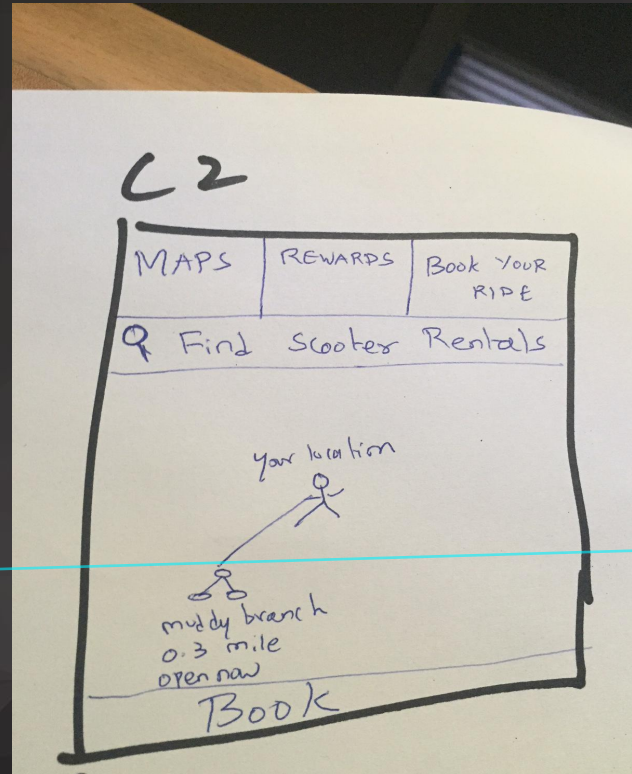 C2
MAPS
REWARDS
Book YOUR
RIDE
Find Scooter Rentals
your location
muddy branch
0.3 mile
open now
Book